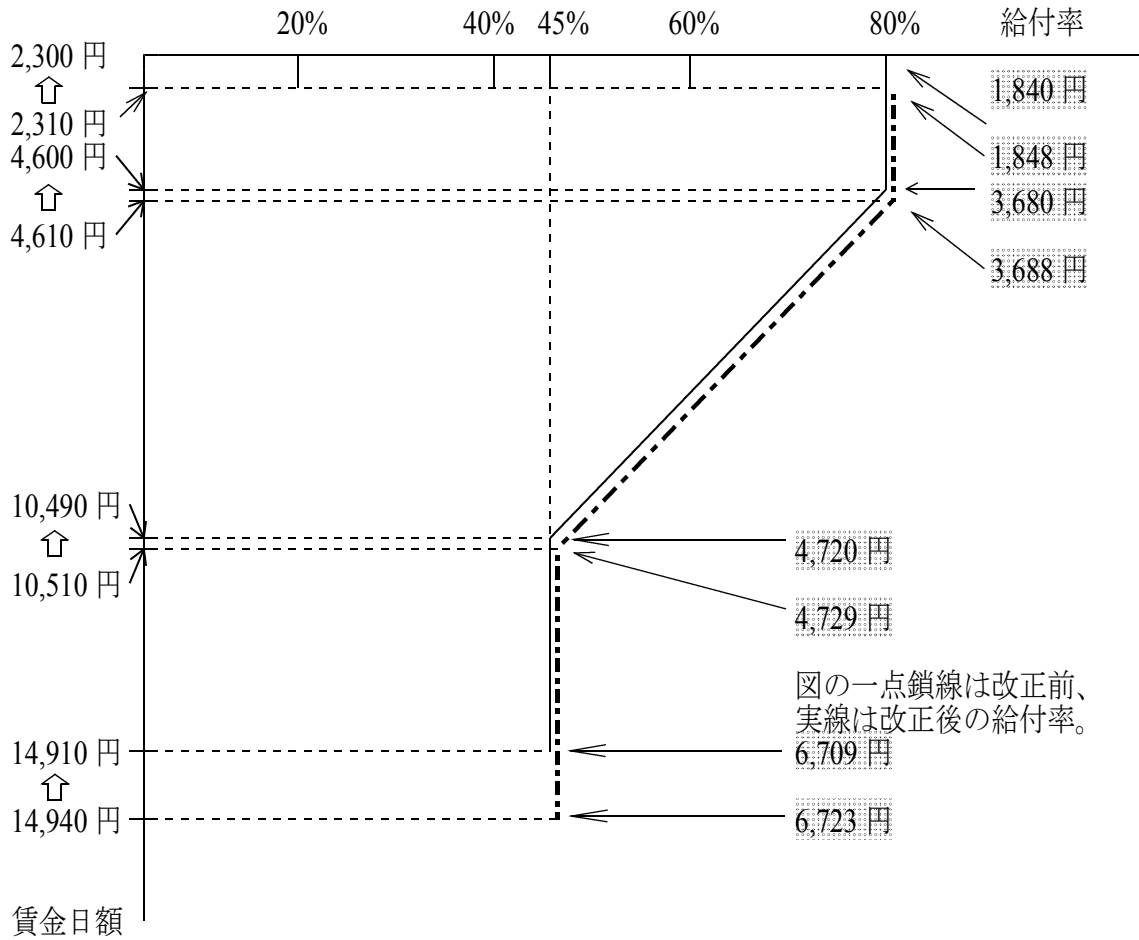 20%
40%
45%
60%
80%
給付率
2,300 円
2,310 円
4,600 円
4,610 円
10,490 円
10,510 円
14,910 円
14,940 円
賃金日額
1,840 円
1,848 円
3,680 円
3,688 円
4,720 円
4,729 円
図の一点鎖線は改正前、
実線は改正後の給付率。
6,709 円
6,723 円